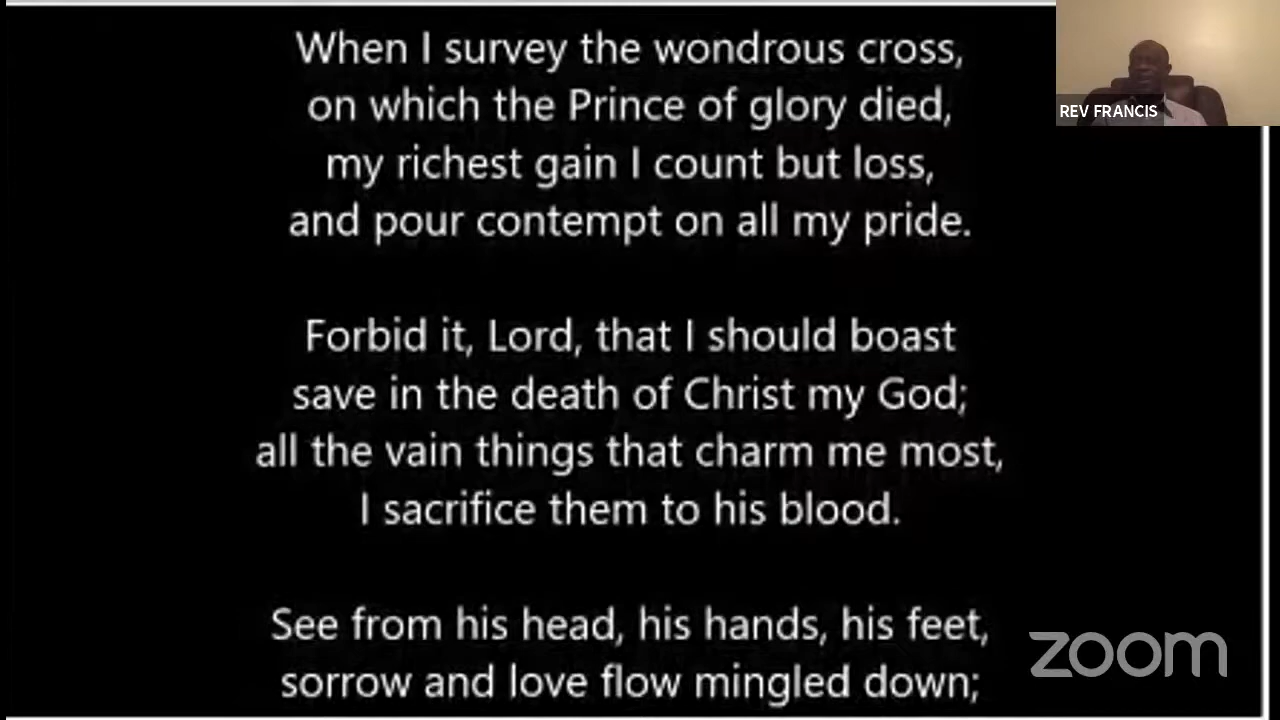 When I survey the wondrous cross,
on which the Prince of glory died,
my richest gain I count but loss,
and pour contempt on all my pride.
Forbid it, Lord, that I should boast
save in the death of Christ my God;
all the vain things that charm me most,
I sacrifice them to his blood.
See from his head, his hands, his feet,
sorrow and love flow mingled down;
REV FRANCIS
zoom